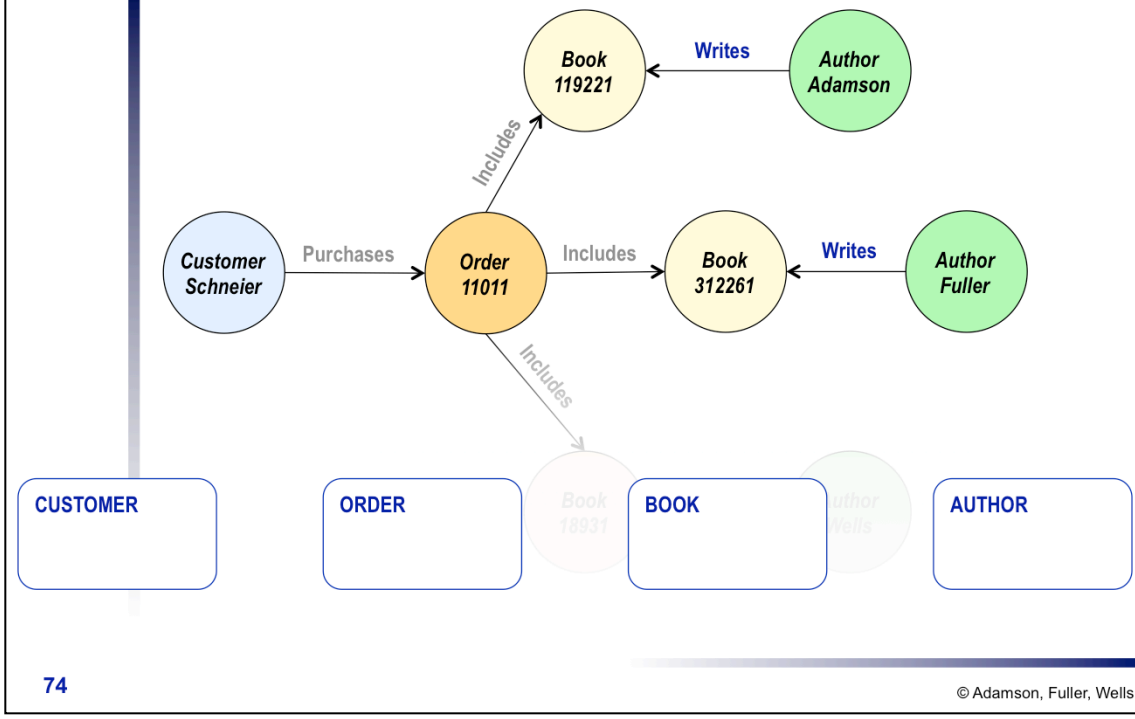 Writes
Book
119221
Author
Adamson
Includes
Customer
Schneier
Purchases
Order
11011
Includes
Book
312261
Writes
Author
Fuller
Includes
Book
18931
Author
Wells
CUSTOMER
ORDER
BOOK
AUTHOR
74
© Adamson, Fuller, Wells